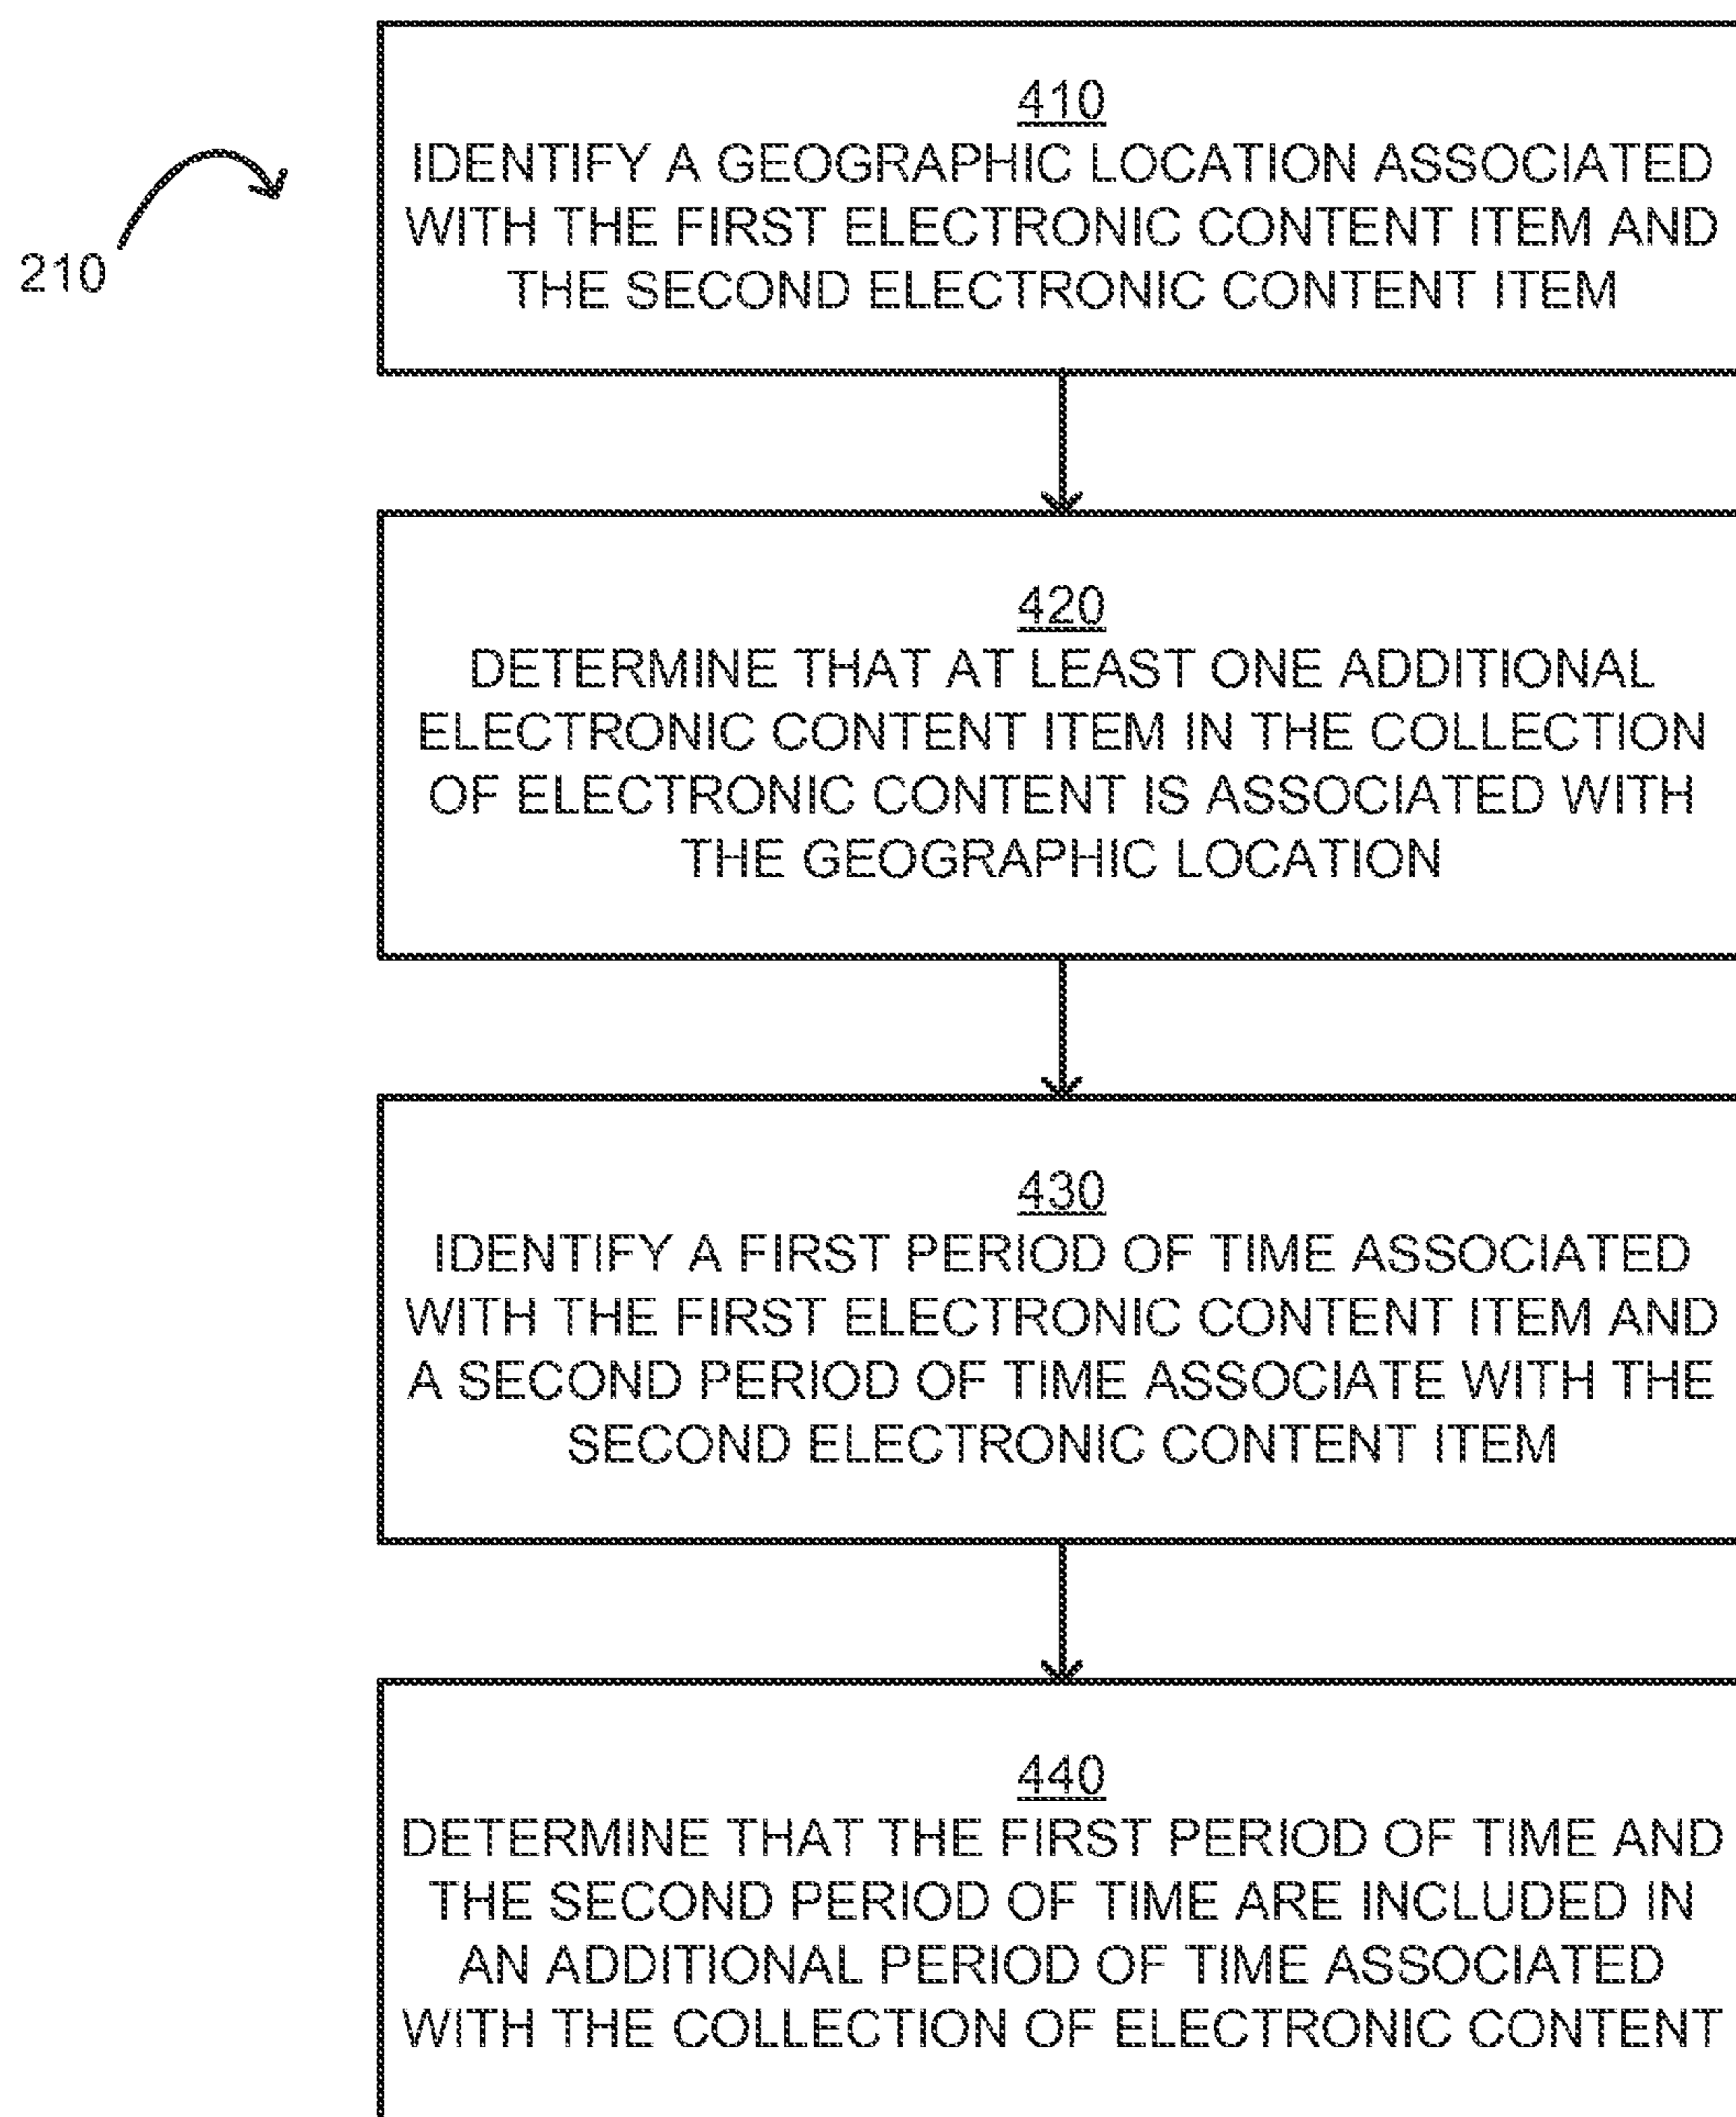 410
IDENTIFY A GEOGRAPHIC LOCATION ASSOCIATED
WITH THE FIRST ELECTRONIC CONTENT ITEM AND
THE SECOND ELECTRONIC CONTENT ITEM
210
420
DETERMINE THAT AT LEAST ONE ADDITIONAL
ELECTRONIC CONTENT ITEM IN THE COLLECTION
OF ELECTRONIC CONTENT IS ASSOCIATED WITH
THE GEOGRAPHIC LOCATION
430
IDENTIFY A FIRST PERIOD OF TIME ASSOCIATED
WITH THE FIRST ELECTRONIC CONTENT ITEM AND
A SECOND PERIOD OF TIME ASSOCIATE WITH THE
SECOND ELECTRONIC CONTENT ITEM
440
DETERMINE THAT THE FIRST PERIOD OF TIME AND
THE SECOND PERIOD OF TIME ARE INCLUDED IN
AN ADDITIONAL PERIOD OF TIME ASSOCIATED
WITH THE COLLECTION OF ELECTRONIC CONTENT